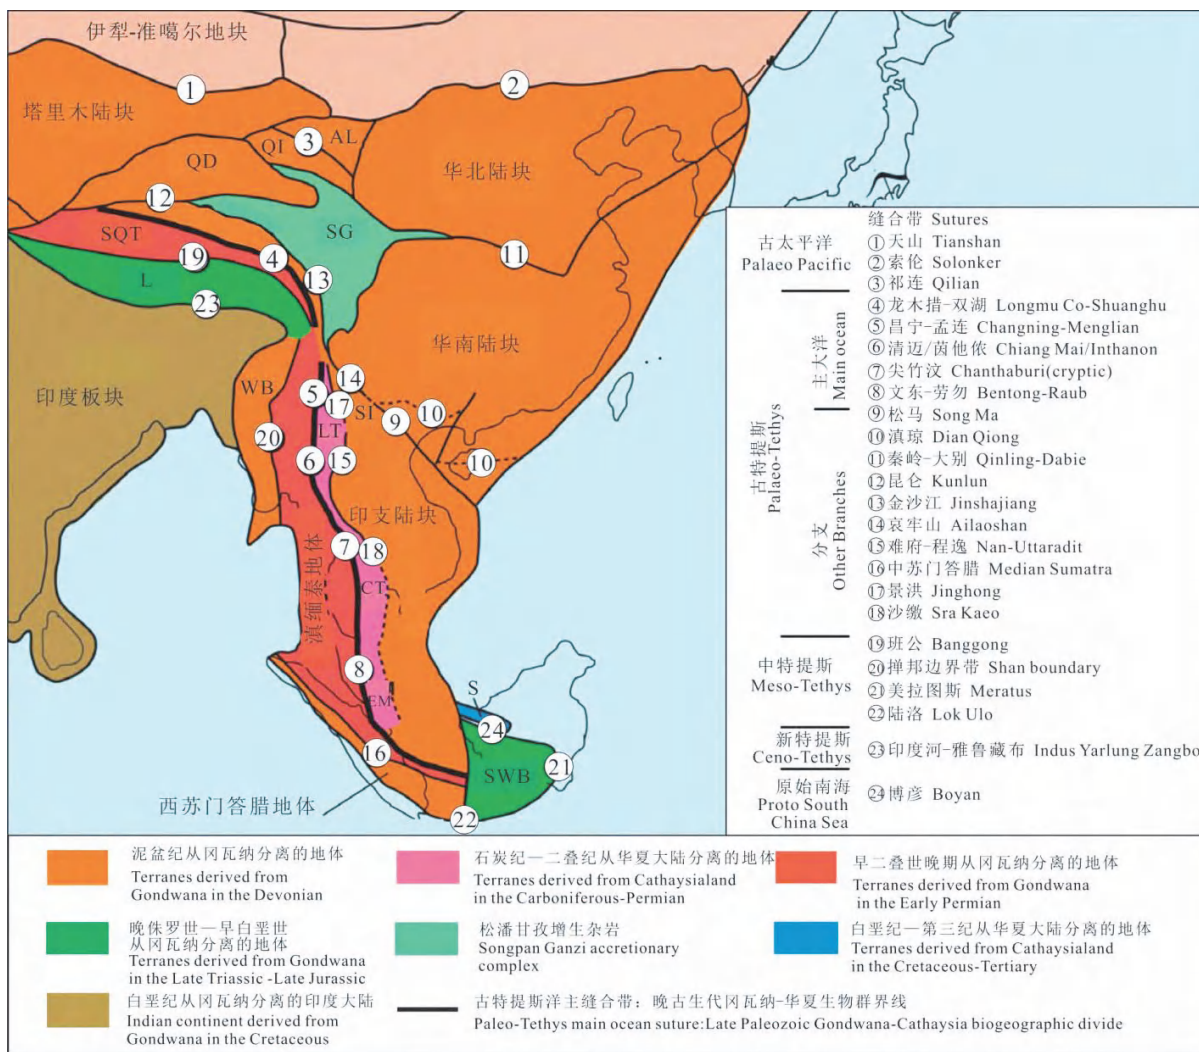 伊犁-准噶尔地块
①
②
塔里木陆块
③
AL
QI
QD
华北陆块
⑫
SQT
SG
⑲
④
⑪
L
⑬
㉓
华南陆块
印度板块
WB
⑭
⑤
⑰
SI
⑨
⑩
LT
⑳
⑥
⑮
⑩
印支陆块
⑦
⑱
滇缅泰地体
CT
⑧
EM
S
㉔
⑯
SWB
㉑
西苏门答腊地体
㉒
缝合带 Sutures
古太平洋
Palaeo Pacific
①天山 Tianshan
②索伦 Solonker
③祁连 Qilian
古特提斯
Palaeo-Tethys
主大洋
Main ocean
④龙木措-双湖 Longmu Co-Shuanghu
⑤昌宁-孟连 Changning-Menglian
⑥清迈/茵他侬 Chiang Mai/Inthanon
⑦尖竹汶 Chanthaburi(cryptic)
⑧文东-劳勿 Bentong-Raub
分支
Other Branches
⑨松马 Song Ma
⑩滇琼 Dian Qiong
⑪秦岭-大别 Qinling-Dabie
⑫昆仑 Kunlun
⑬金沙江 Jinshajiang
⑭哀牢山 Ailaoshan
⑮难府-程逸 Nan-Uttaradit
⑯中苏门答腊 Median Sumatra
⑰景洪 Jinghong
⑱沙缴 Sra Kaeo
中特提斯
Meso-Tethys
⑲班公 Banggong
⑳掸邦边界带 Shan boundary
㉑美拉图斯 Meratus
㉒陆洛 Lok Ulo
新特提斯
Ceno-Tethys
㉓印度河-雅鲁藏布 Indus Yarlung Zangbo
原始南海
Proto South
China Sea
㉔博彦 Boyan
泥盆纪从冈瓦纳分离的地体
Terranes derived from
Gondwana in the Devonian
石炭纪—二叠纪从华夏大陆分离的地体
Terranes derived from Cathaysialand
in the Carboniferous-Permian
早二叠世晚期从冈瓦纳分离的地体
Terranes derived from Gondwana
in the Early Permian
晚侏罗世—早白垩世
从冈瓦纳分离的地体
Terranes derived from Gondwana
in the Late Triassic -Late Jurassic
松潘甘孜增生杂岩
Songpan Ganzi accretionary
complex
白垩纪—第三纪从华夏大陆分离的地体
Terranes derived from Cathaysialand
in the Cretaceous-Tertiary
白垩纪从冈瓦纳分离的印度大陆
Indian continent derived from
Gondwana in the Cretaceous
古特提斯洋主缝合带：晚古生代冈瓦纳-华夏生物群界线
Paleo-Tethys main ocean suture:Late Paleozoic Gondwana-Cathaysia biogeographic divide